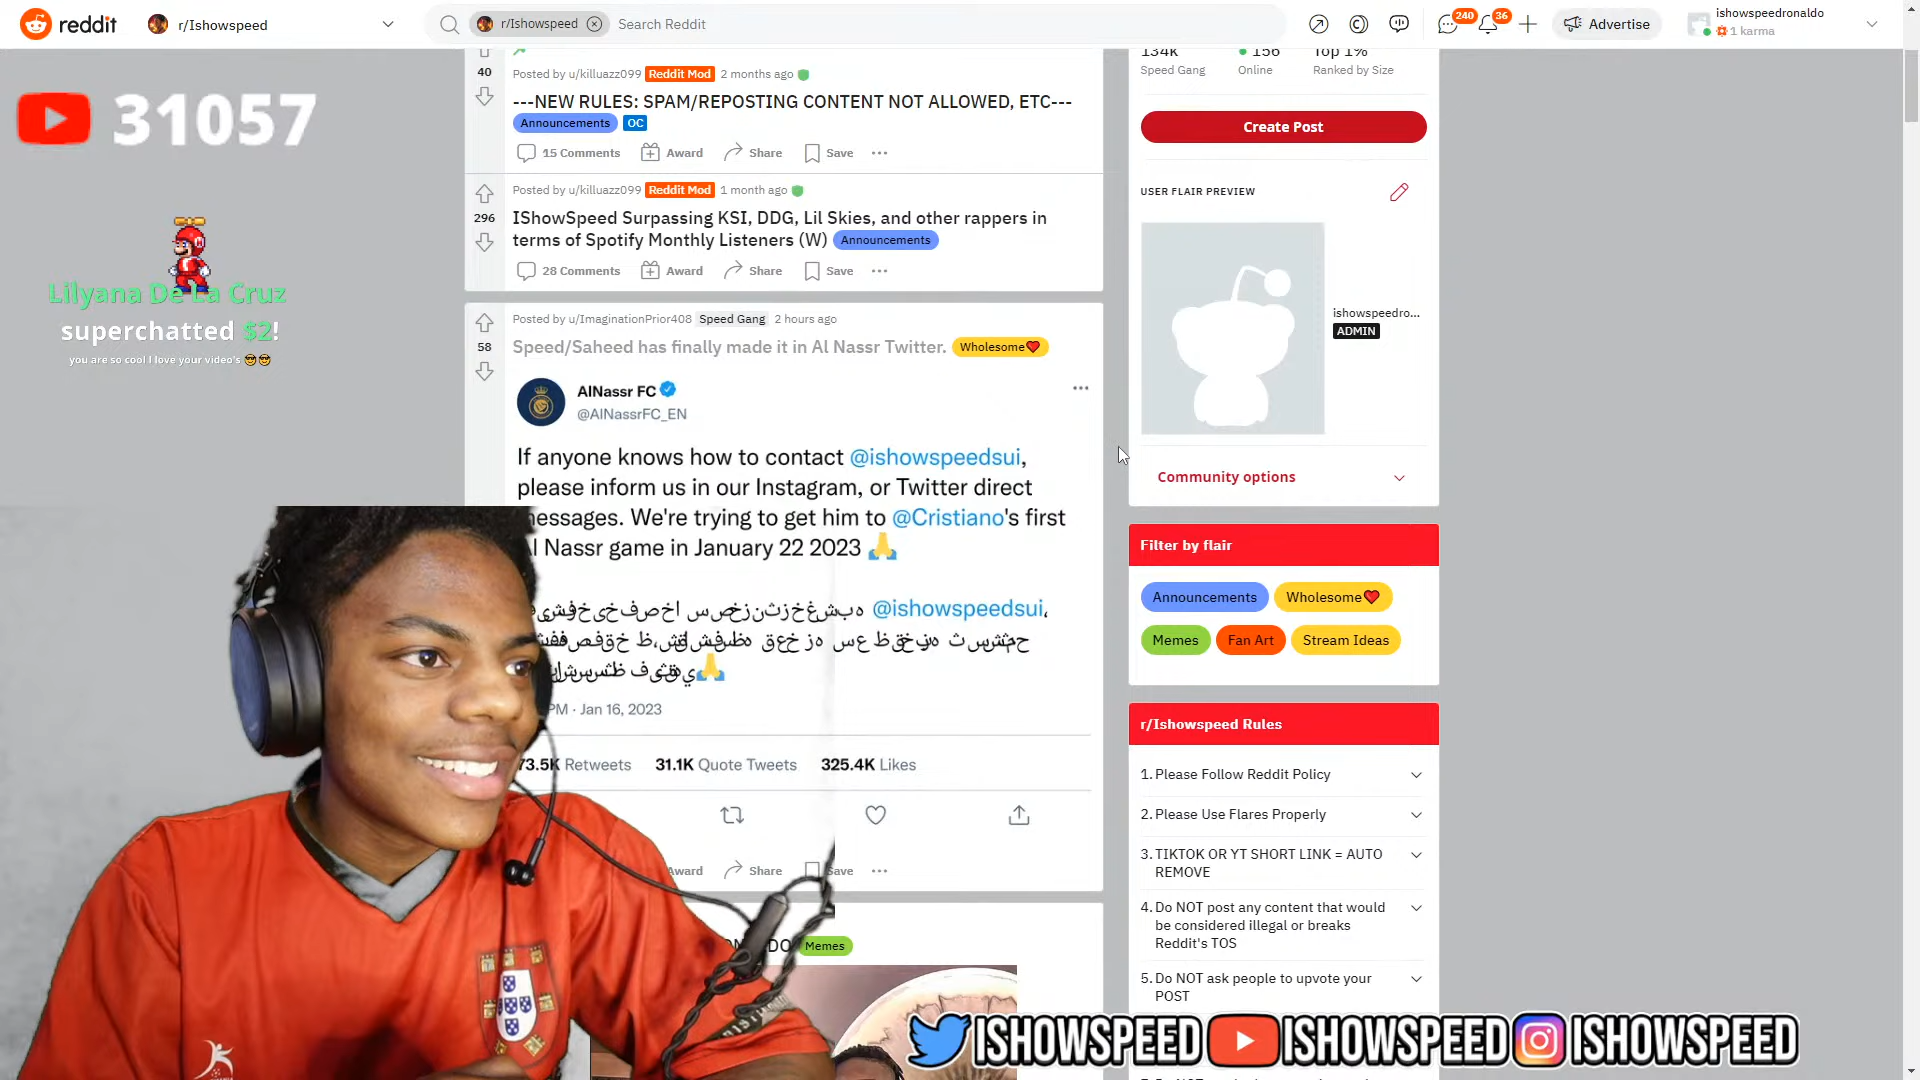 reddit
r/Ishowspeed
r/Ishowspeed
Search Reddit
240
36
Advertise
ishowspeedronaldo
1 karma
31057
Lilyana De La Cruz
superchatted $2!
you are so cool I love your video's 😎😎
40
Posted by u/killuazz099 Reddit Mod 2 months ago
---NEW RULES: SPAM/REPOSTING CONTENT NOT ALLOWED, ETC---
Announcements OC
15 Comments Award Share Save
Posted by u/killuazz099 Reddit Mod 1 month ago
296
IShowSpeed Surpassing KSI, DDG, Lil Skies, and other rappers in
terms of Spotify Monthly Listeners (W) Announcements
28 Comments Award Share Save
Posted by u/ImaginationPrior408 Speed Gang 2 hours ago
58
Speed/Saheed has finally made it in Al Nassr Twitter. Wholesome❤️
AlNassr FC
@AlNassrFC_EN
If anyone knows how to contact @ishowspeedsui,
please inform us in our Instagram, or Twitter direct
messages. We're trying to get him to @Cristiano's first
Al Nassr game in January 22 2023 🙏
@ishowspeedsui،
PM · Jan 16, 2023
73.5K Retweets 31.1K Quote Tweets 325.4K Likes
Award Share Save
Memes
134k 156 Top 1%
Speed Gang Online Ranked by Size
Create Post
USER FLAIR PREVIEW
ishowspeedro...
ADMIN
Community options
Filter by flair
Announcements Wholesome❤️
Memes Fan Art Stream Ideas
r/Ishowspeed Rules
1. Please Follow Reddit Policy
2. Please Use Flares Properly
3. TIKTOK OR YT SHORT LINK = AUTO
REMOVE
4. Do NOT post any content that would
be considered illegal or breaks
Reddit's TOS
5. Do NOT ask people to upvote your
POST
ISHOWSPEED ISHOWSPEED ISHOWSPEED